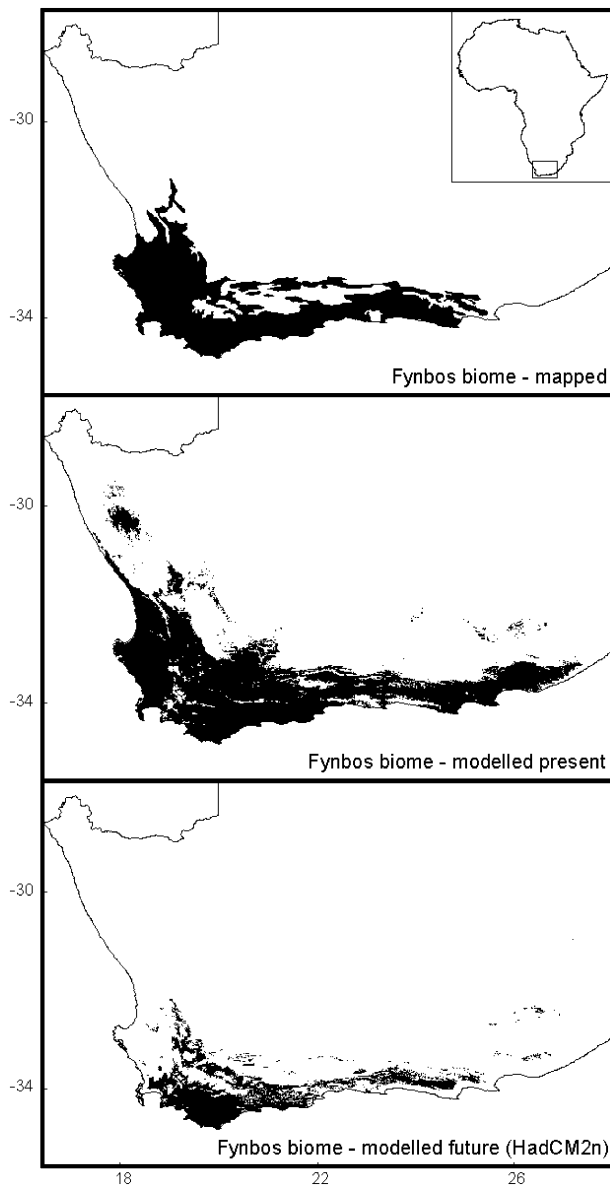 -30
-34
Fynbos biome - mapped
-30
-34
Fynbos biome - modelled present
-30
-34
Fynbos biome - modelled future (HadCM2n)
18 22 26